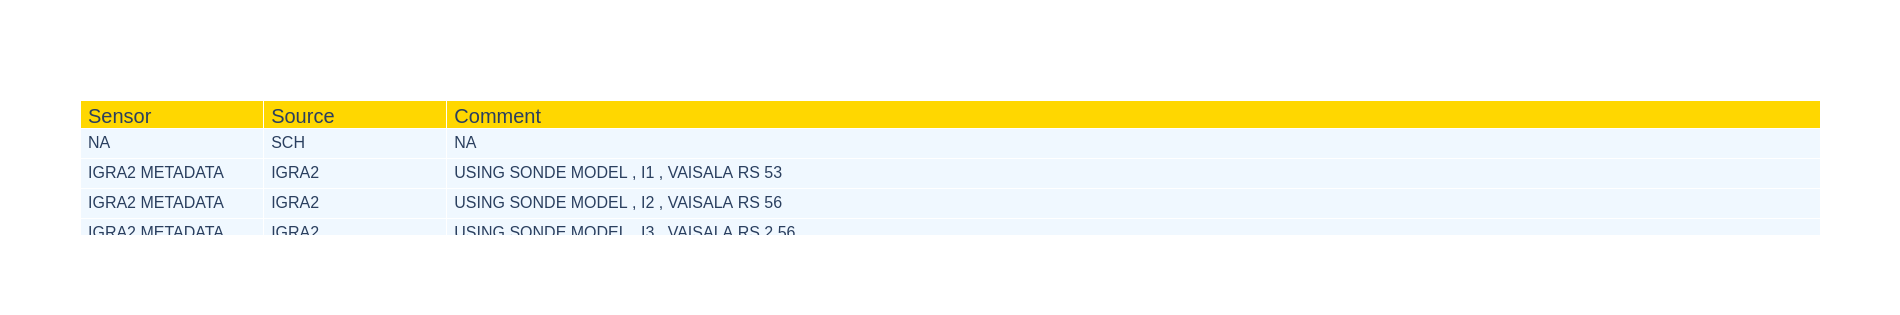 Sensor Source Comment
NA SCH NA
IGRA2 METADATA IGRA2 USING SONDE MODEL , I1 , VAISALA RS 53
IGRA2 METADATA IGRA2 USING SONDE MODEL , I2 , VAISALA RS 56
IGRA2 METADATA IGRA2 USING SONDE MODEL , I3 , VAISALA RS 2 56